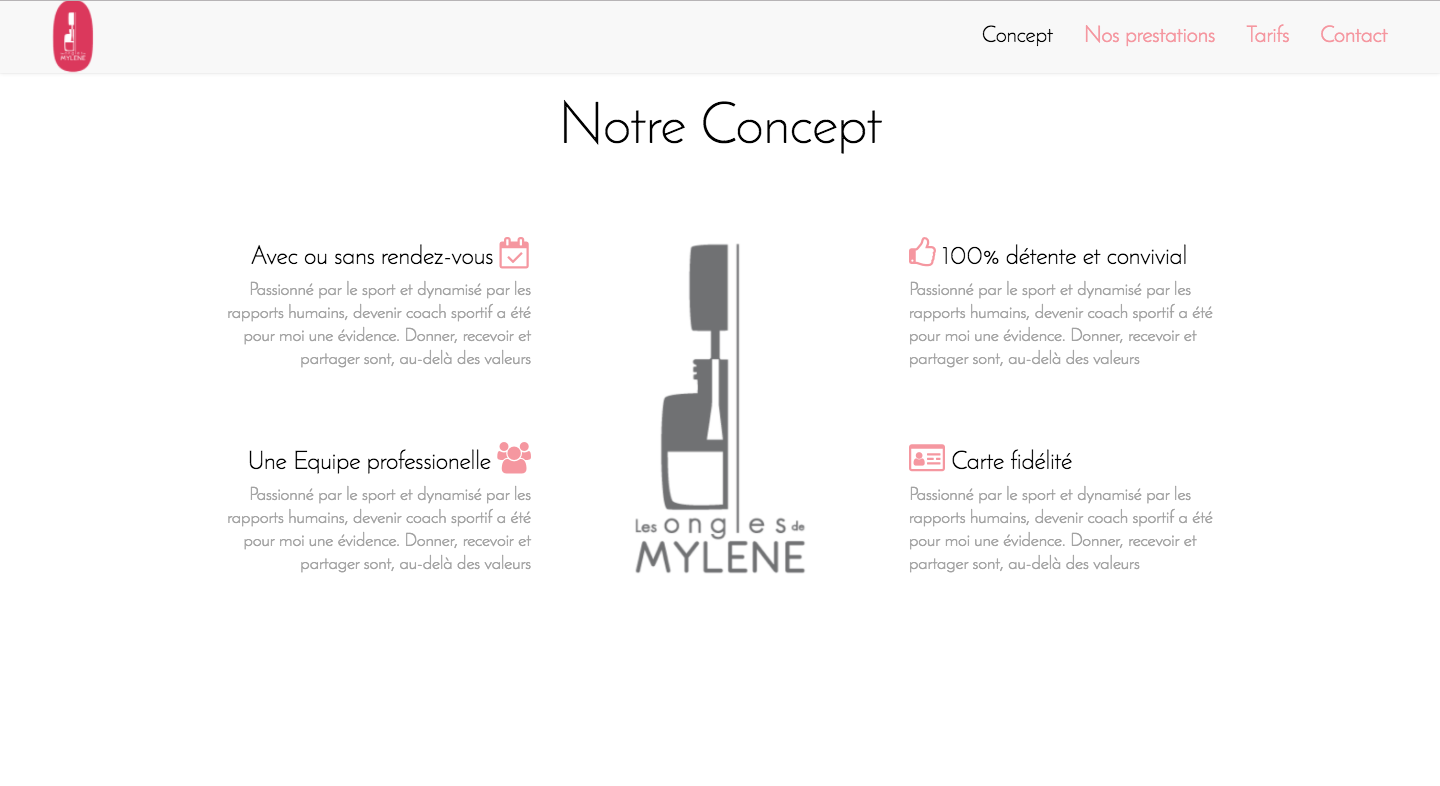 MYLENE
Concept Nos prestations Tarifs Contact
Notre Concept
Avec ou sans rendez-vous
Passionné par le sport et dynamisé par les
rapports humains, devenir coach sportif a été
pour moi une évidence. Donner, recevoir et
partager sont, au-delà des valeurs
Une Equipe professionelle
Passionné par le sport et dynamisé par les
rapports humains, devenir coach sportif a été
pour moi une évidence. Donner, recevoir et
partager sont, au-delà des valeurs
Les ongles de
MYLENE
100% détente et convivial
Passionné par le sport et dynamisé par les
rapports humains, devenir coach sportif a été
pour moi une évidence. Donner, recevoir et
partager sont, au-delà des valeurs
Carte fidélité
Passionné par le sport et dynamisé par les
rapports humains, devenir coach sportif a été
pour moi une évidence. Donner, recevoir et
partager sont, au-delà des valeurs